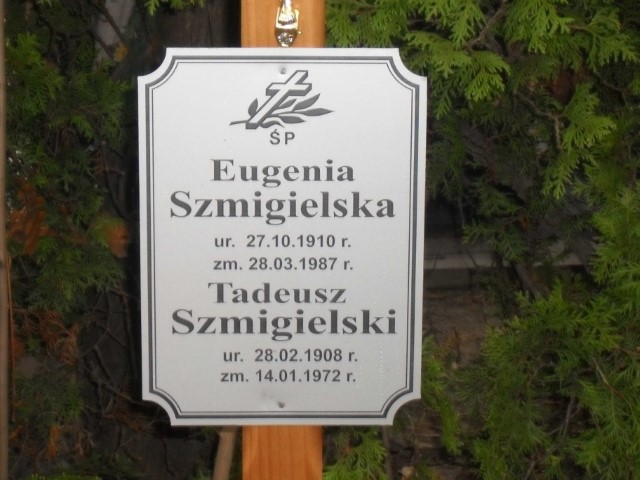 ŚP
Eugenia
Szmigielska
ur. 27.10.1910 r.
zm. 28.03.1987 r.
Tadeusz
Szmigielski
ur. 28.02.1908 r.
zm. 14.01.1972 r.